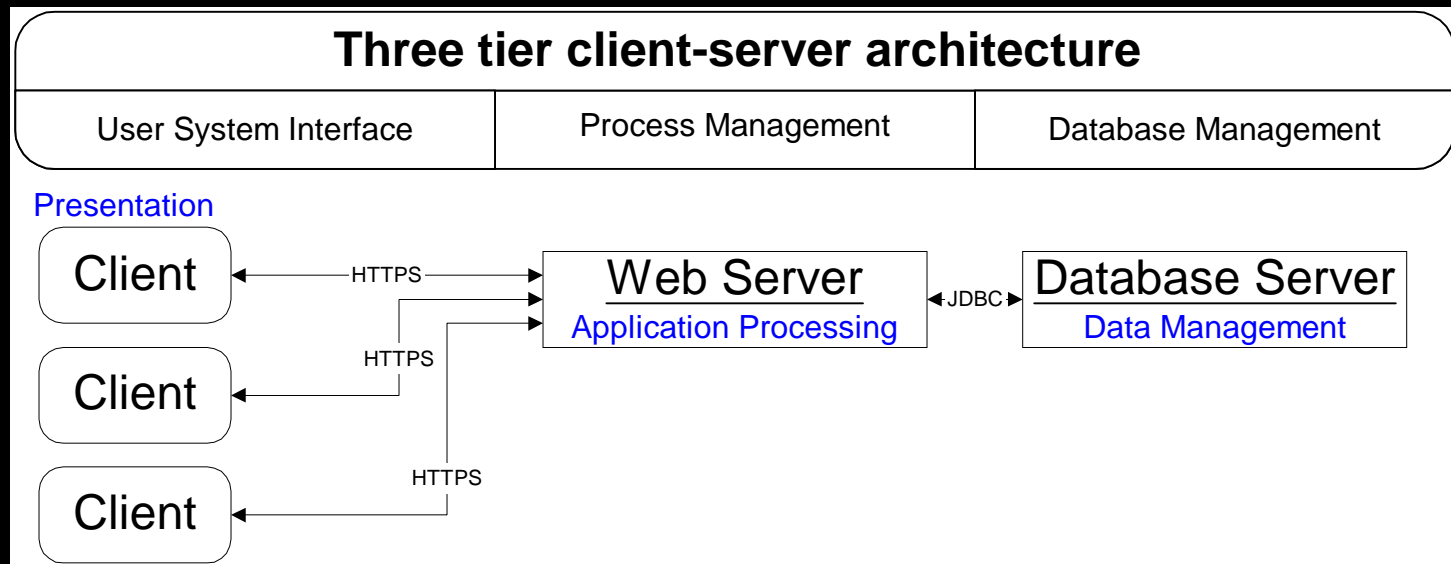 Three tier client-server architecture
User System Interface
Process Management
Database Management
Presentation
Client
HTTPS
Web Server
Application Processing
JDBC
Database Server
Data Management
HTTPS
Client
HTTPS
Client